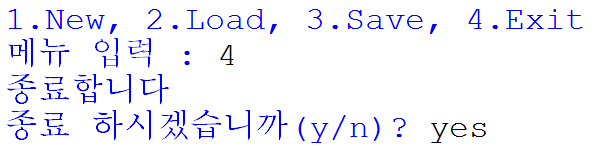 1.New, 2.Load, 3.Save, 4.Exit
메뉴 입력 : 4
종료합니다
종료 하시겠습니까(y/n)? yes